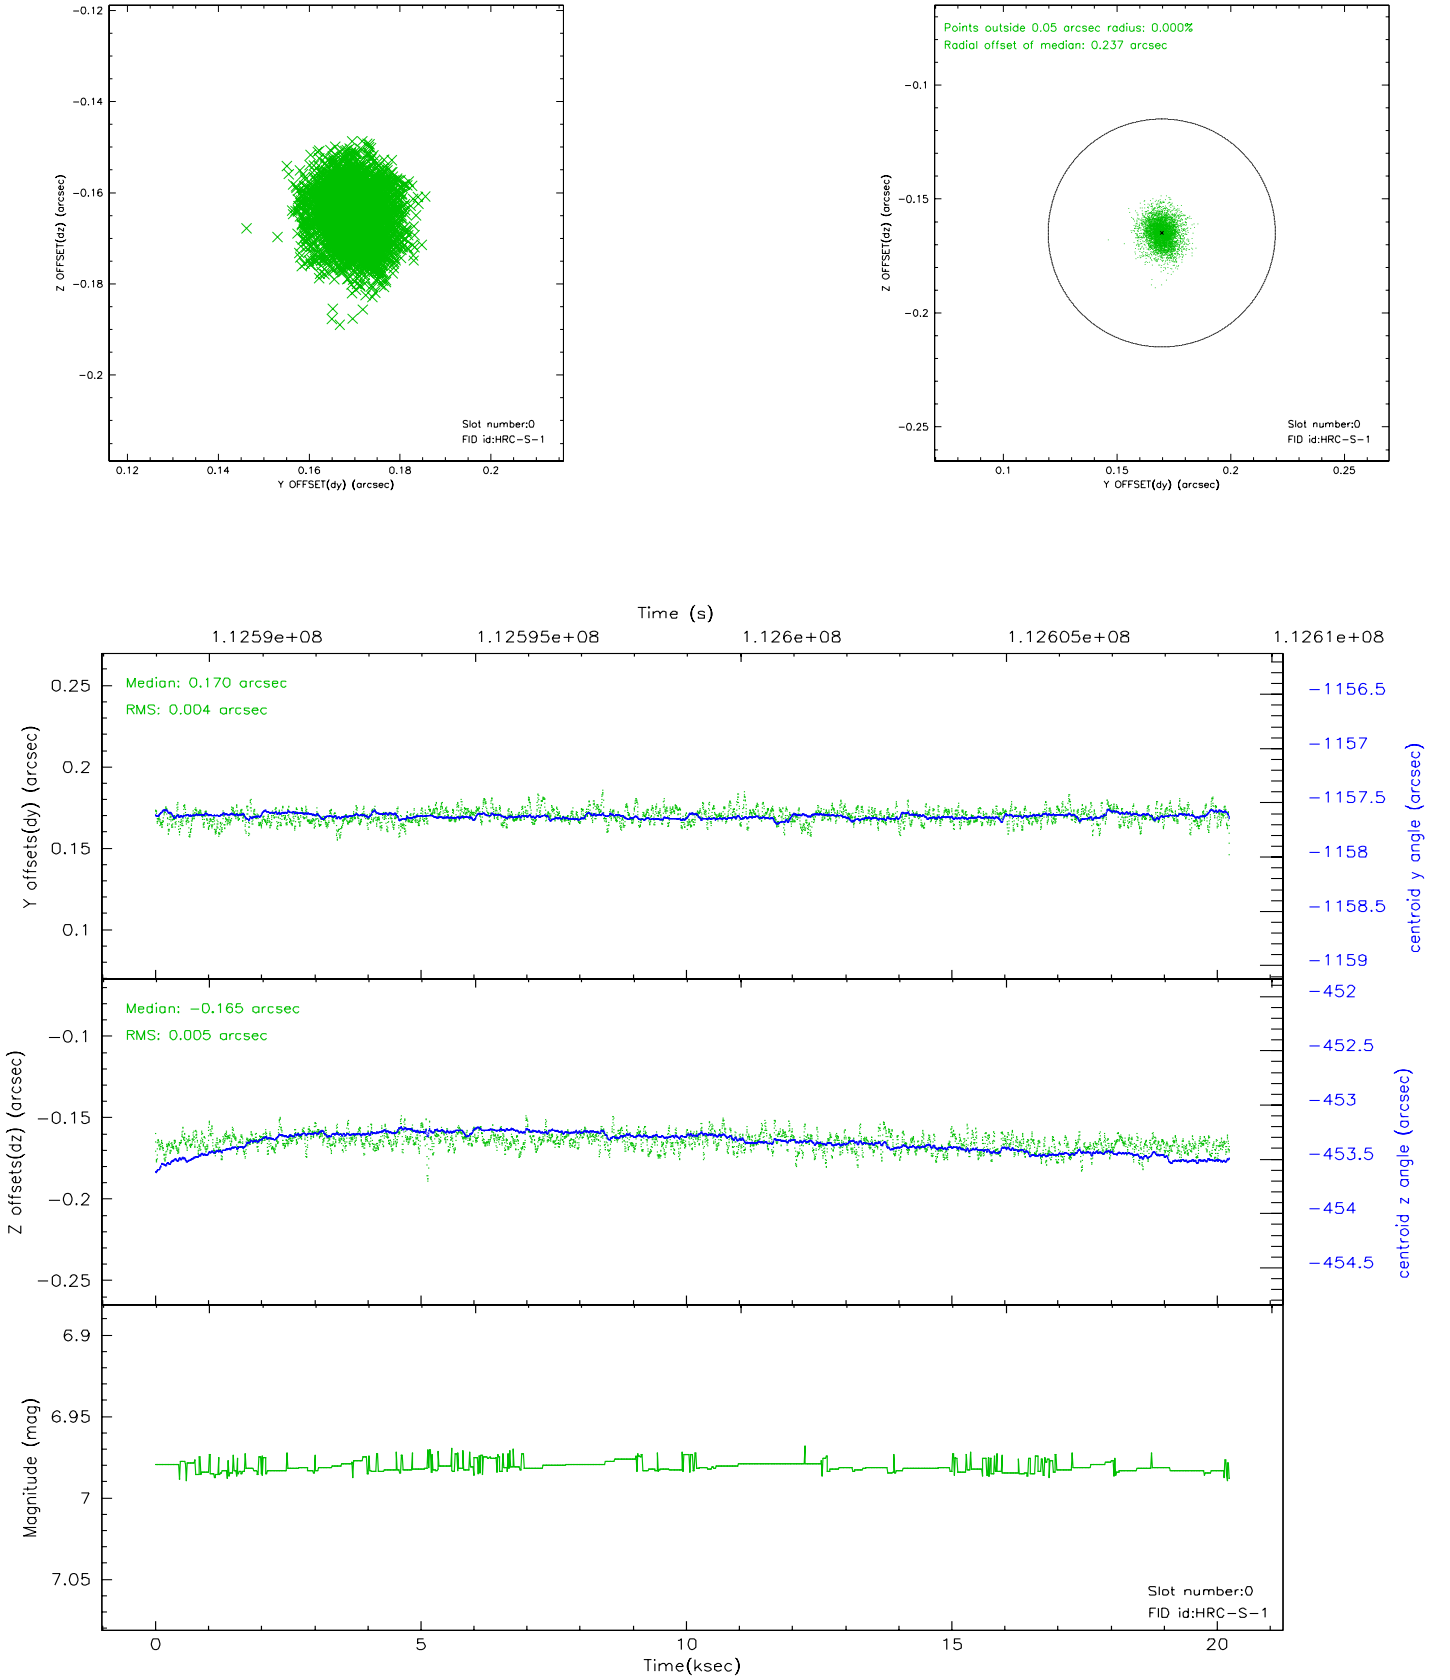 -0.12
-0.14
-0.16
-0.18
-0.2
Z OFFSET(dz) (arcsec)
Slot number:0
FID id:HRC-S-1
0.12 0.14 0.16 0.18 0.2
Y OFFSET(dy) (arcsec)
Points outside 0.05 arcsec radius: 0.000%
Radial offset of median: 0.237 arcsec
-0.1
-0.15
-0.2
-0.25
Z OFFSET(dz) (arcsec)
Slot number:0
FID id:HRC-S-1
0.1 0.15 0.2 0.25
Y OFFSET(dy) (arcsec)
Time (s)
1.1259e+08 1.12595e+08 1.126e+08 1.12605e+08 1.1261e+08
Median: 0.170 arcsec
RMS: 0.004 arcsec
0.25
0.2
0.15
0.1
Y offsets(dy) (arcsec)
-1156.5
-1157
-1157.5
-1158
-1158.5
-1159
centroid y angle (arcsec)
Median: -0.165 arcsec
RMS: 0.005 arcsec
-0.1
-0.15
-0.2
-0.25
Z offsets(dz) (arcsec)
-452
-452.5
-453
-453.5
-454
-454.5
centroid z angle (arcsec)
6.9
6.95
7
7.05
Magnitude (mag)
Slot number:0
FID id:HRC-S-1
0 5 10 15 20
Time(ksec)